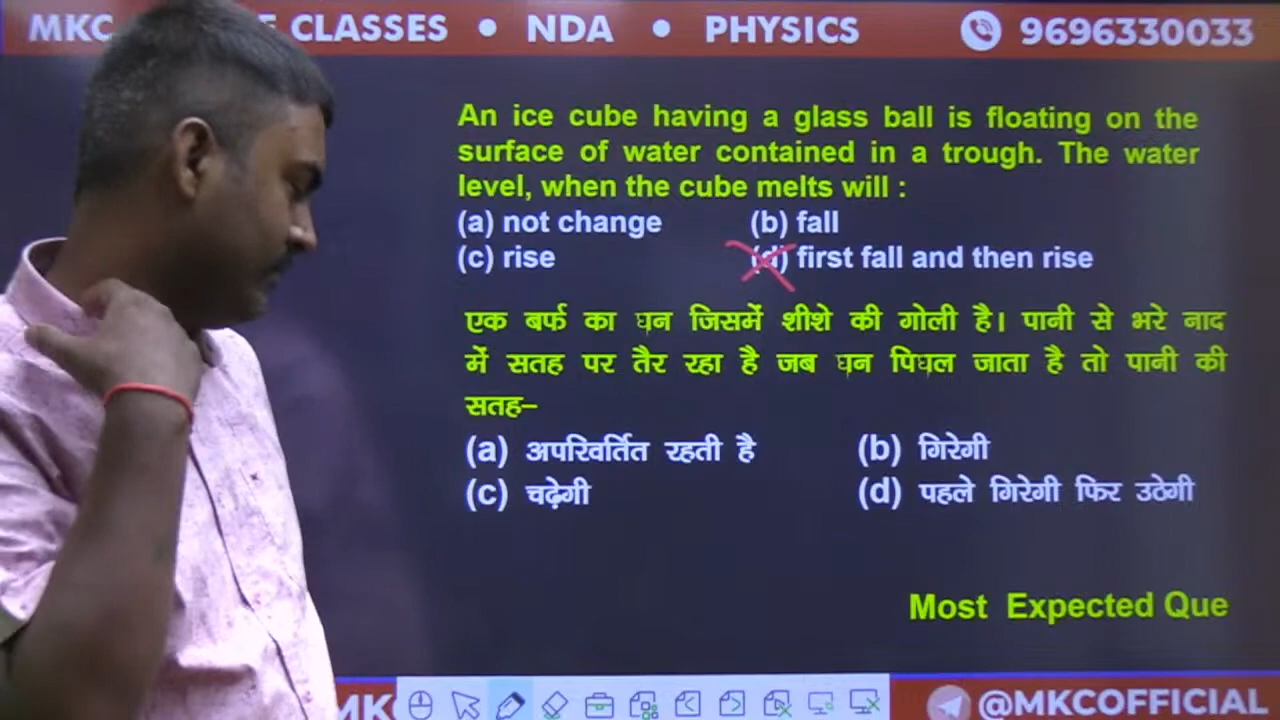 MKC CLASSES • NDA • PHYSICS 9696330033
An ice cube having a glass ball is floating on the
surface of water contained in a trough. The water
level, when the cube melts will :
(a) not change (b) fall
(c) rise (d) first fall and then rise
एक बर्फ का घन जिसमें शीशे की गोली है। पानी से भरे नाद
में सतह पर तैर रहा है जब घन पिघल जाता है तो पानी की
सतह–
(a) अपरिवर्तित रहती है (b) गिरेगी
(c) चढ़ेगी (d) पहले गिरेगी फिर उठेगी
Most Expected Que
MKC @MKCOFFICIAL